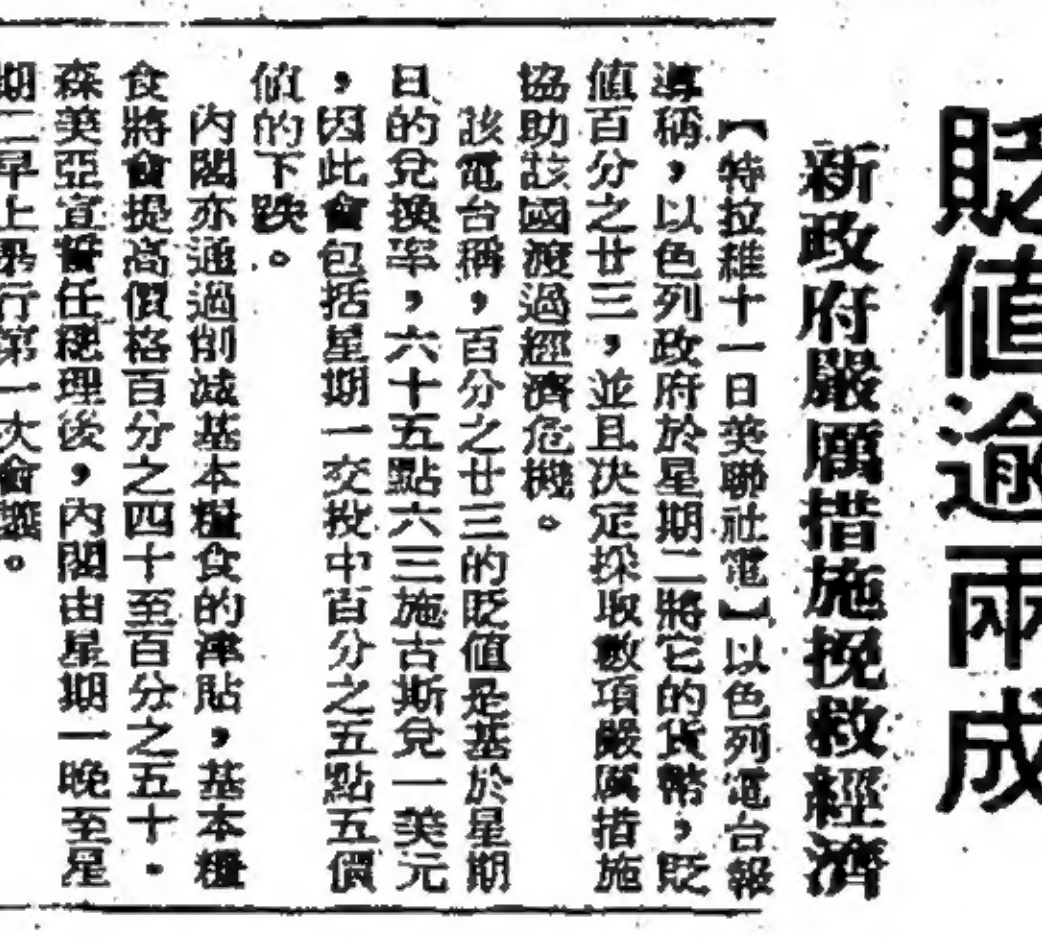 貶值逾兩成
新政府嚴厲措施挽救經濟
【特拉維十一日美聯社電】以色列電台報
導稱，以色列政府於星期二將它的貨幣，貶
值百分之廿三，並且決定採取數項嚴厲措施
協助該國渡過經濟危機。
該電台稱，百分之廿三的貶值是基於星期
日的兌換率，六十五點六三施古斯兌一美元
，因此會包括星期一交投中百分之五點五價
值的下跌。
內閣亦通過削減基本糧食的津貼，基本糧
食將會提高價格百分之四十至百分之五十。
森美亞宣誓任總理後，內閣由星期一晚至星
期二早上舉行第一次會議。